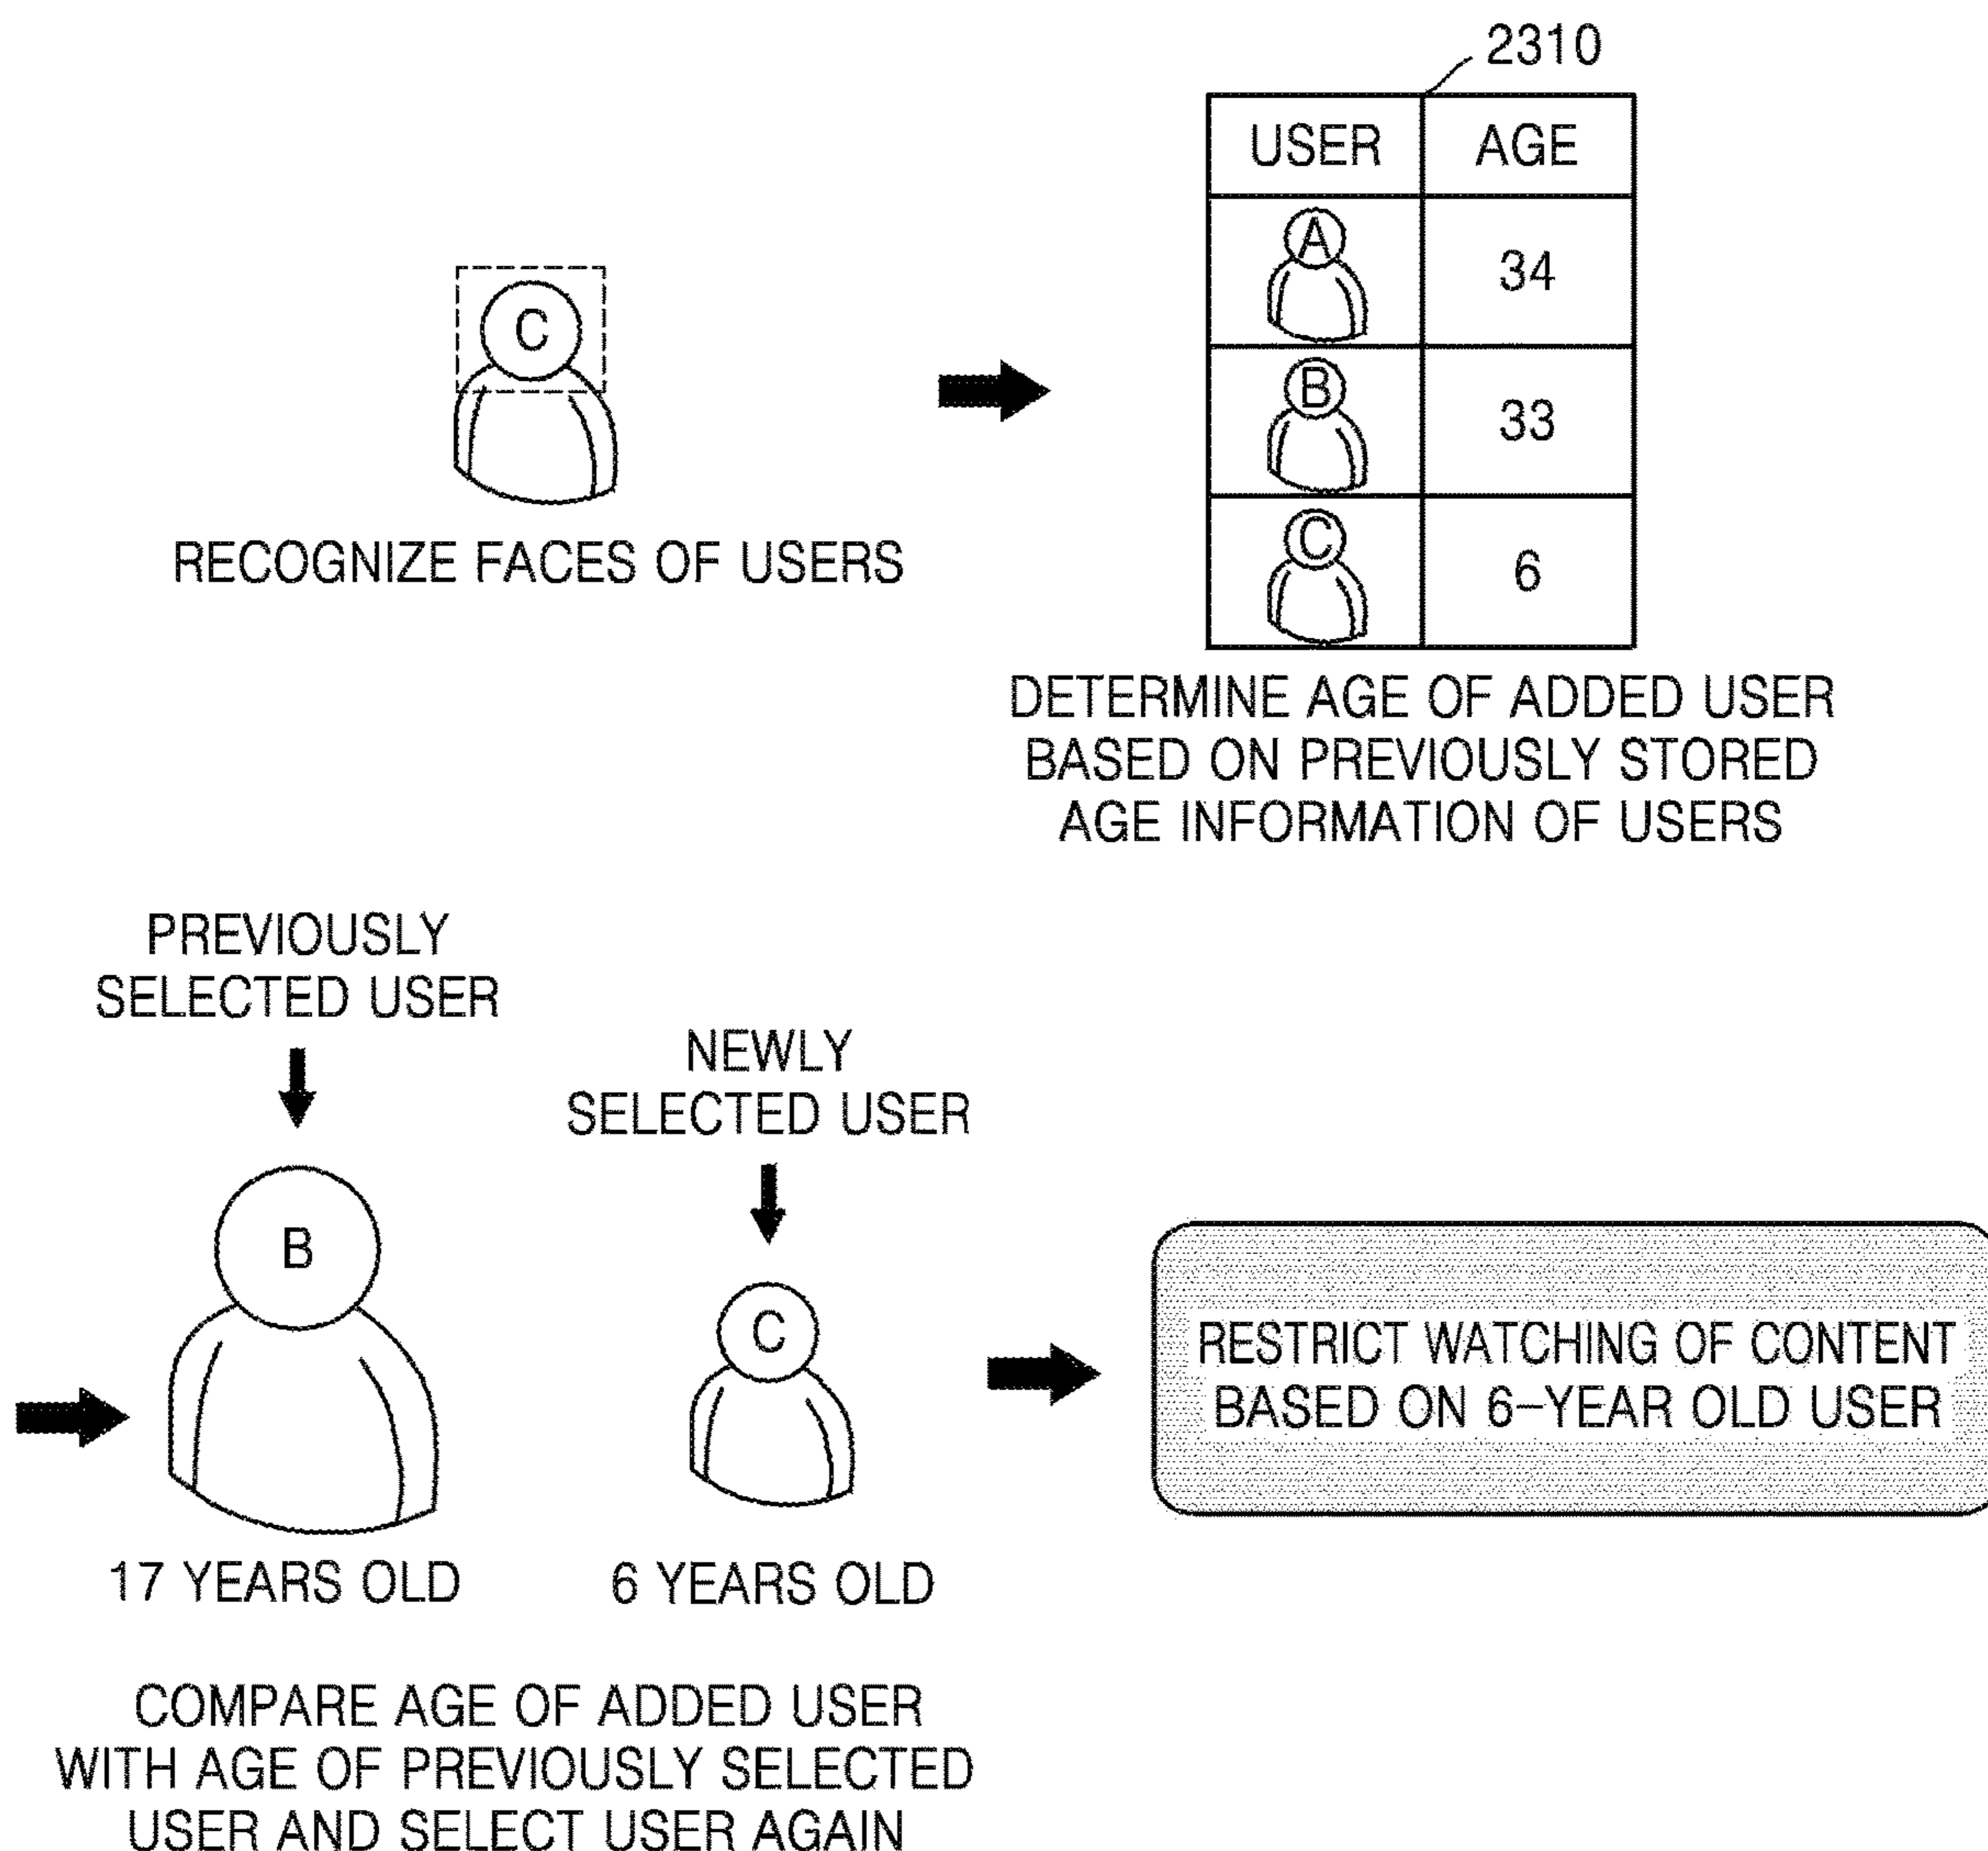 2310
USER AGE
A 34
B 33
C 6
C
RECOGNIZE FACES OF USERS
DETERMINE AGE OF ADDED USER
BASED ON PREVIOUSLY STORED
AGE INFORMATION OF USERS
PREVIOUSLY
SELECTED USER
B
17 YEARS OLD
NEWLY
SELECTED USER
C
6 YEARS OLD
RESTRICT WATCHING OF CONTENT
BASED ON 6-YEAR OLD USER
COMPARE AGE OF ADDED USER
WITH AGE OF PREVIOUSLY SELECTED
USER AND SELECT USER AGAIN